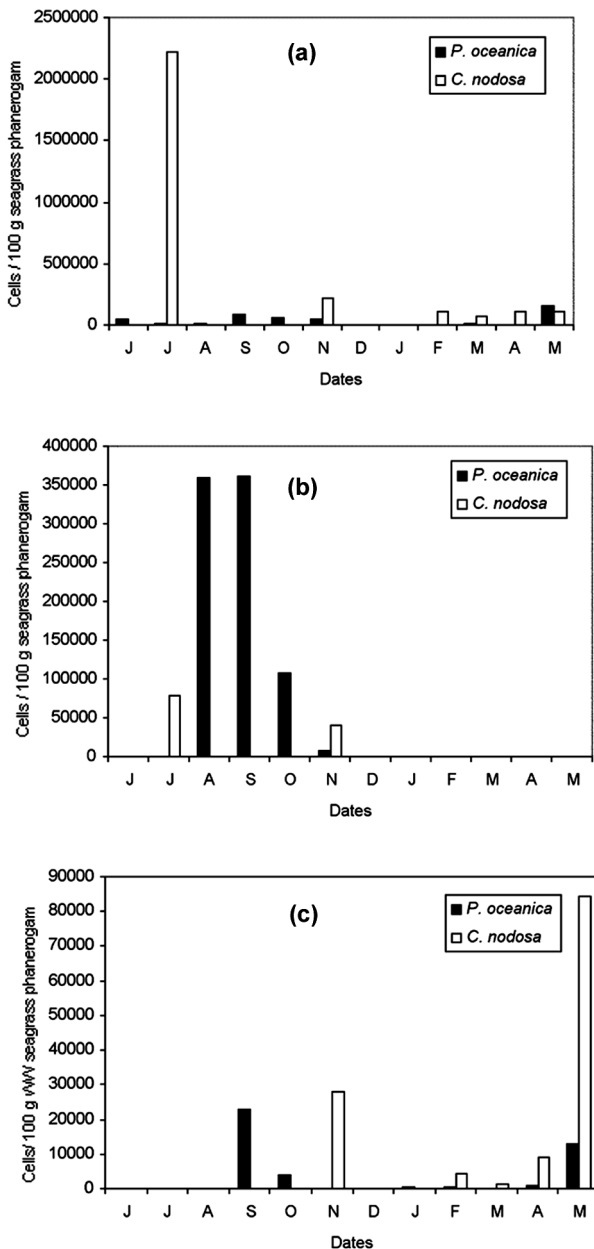 (a)
P. oceanica
C. nodosa
Cells / 100 g seagrass phanerogam
2500000
2000000
1500000
1000000
500000
0
J J A S O N D J F M A M
Dates
(b)
P. oceanica
C. nodosa
Cells / 100 g seagrass phanerogam
400000
350000
300000
250000
200000
150000
100000
50000
0
J J A S O N D J F M A M
Dates
(c)
P. oceanica
C. nodosa
Cells/ 100 g WW seagrass phanerogam
90000
80000
70000
60000
50000
40000
30000
20000
10000
0
J J A S O N D J F M A M
Dates